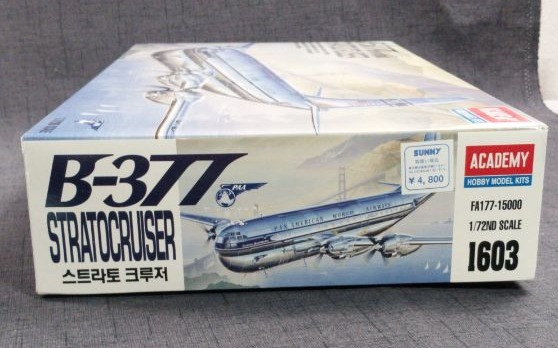 B-377
STRATOCRUISER
스트라토 크루저
PAA
PAN AMERICAN WORLD AIRWAYS
SUNNY
¥4,800
ACADEMY
HOBBY MODEL KITS
FA177-15000
1/72ND SCALE
1603